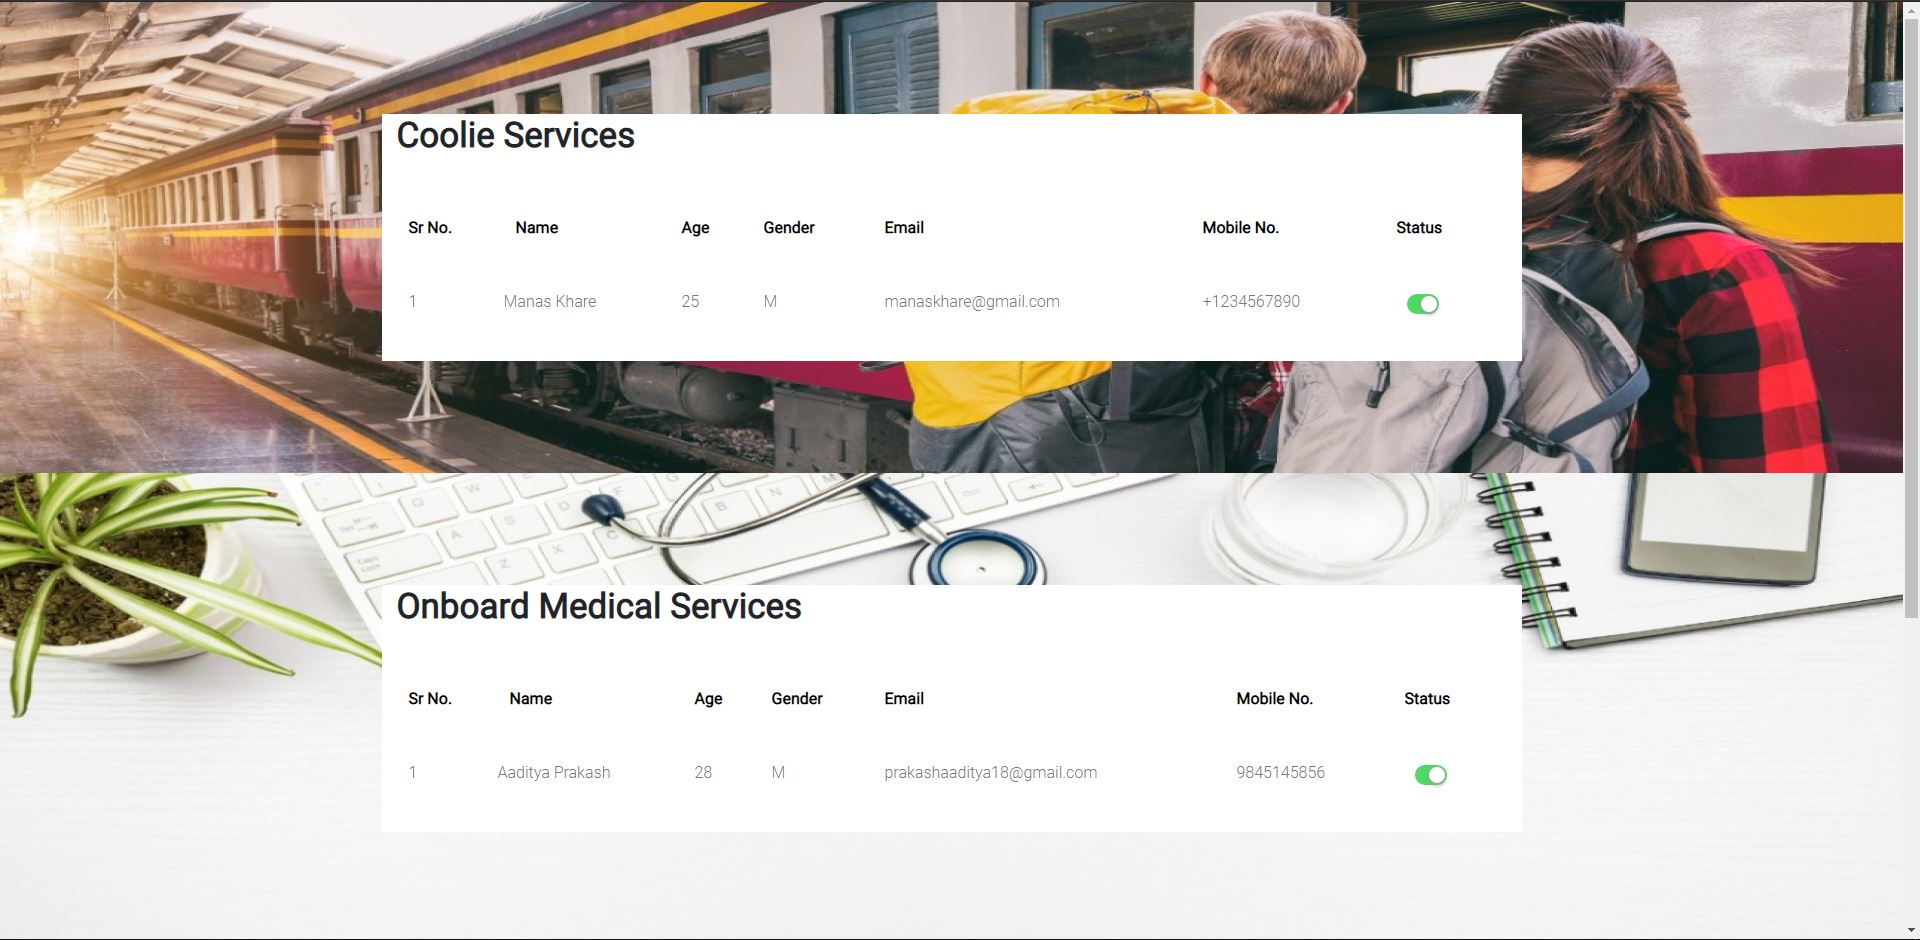 Coolie Services
Sr No. Name Age Gender Email Mobile No. Status
1 Manas Khare 25 M manaskhare@gmail.com +1234567890
Onboard Medical Services
Sr No. Name Age Gender Email Mobile No. Status
1 Aaditya Prakash 28 M prakashaaditya18@gmail.com 9845145856